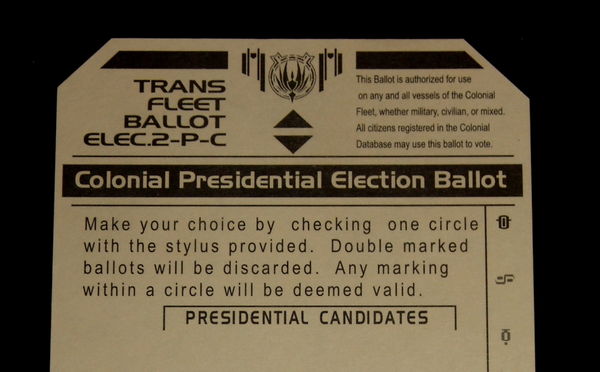 TRANS
FLEET
BALLOT
ELEC.2-P-C
This Ballot is authorized for use
on any and all vessels of the Colonial
Fleet, whether military, civilian, or mixed.
All citizens registered in the Colonial
Database may use this ballot to vote.
Colonial Presidential Election Ballot
Make your choice by checking one circle
with the stylus provided. Double marked
ballots will be discarded. Any marking
within a circle will be deemed valid.
PRESIDENTIAL CANDIDATES